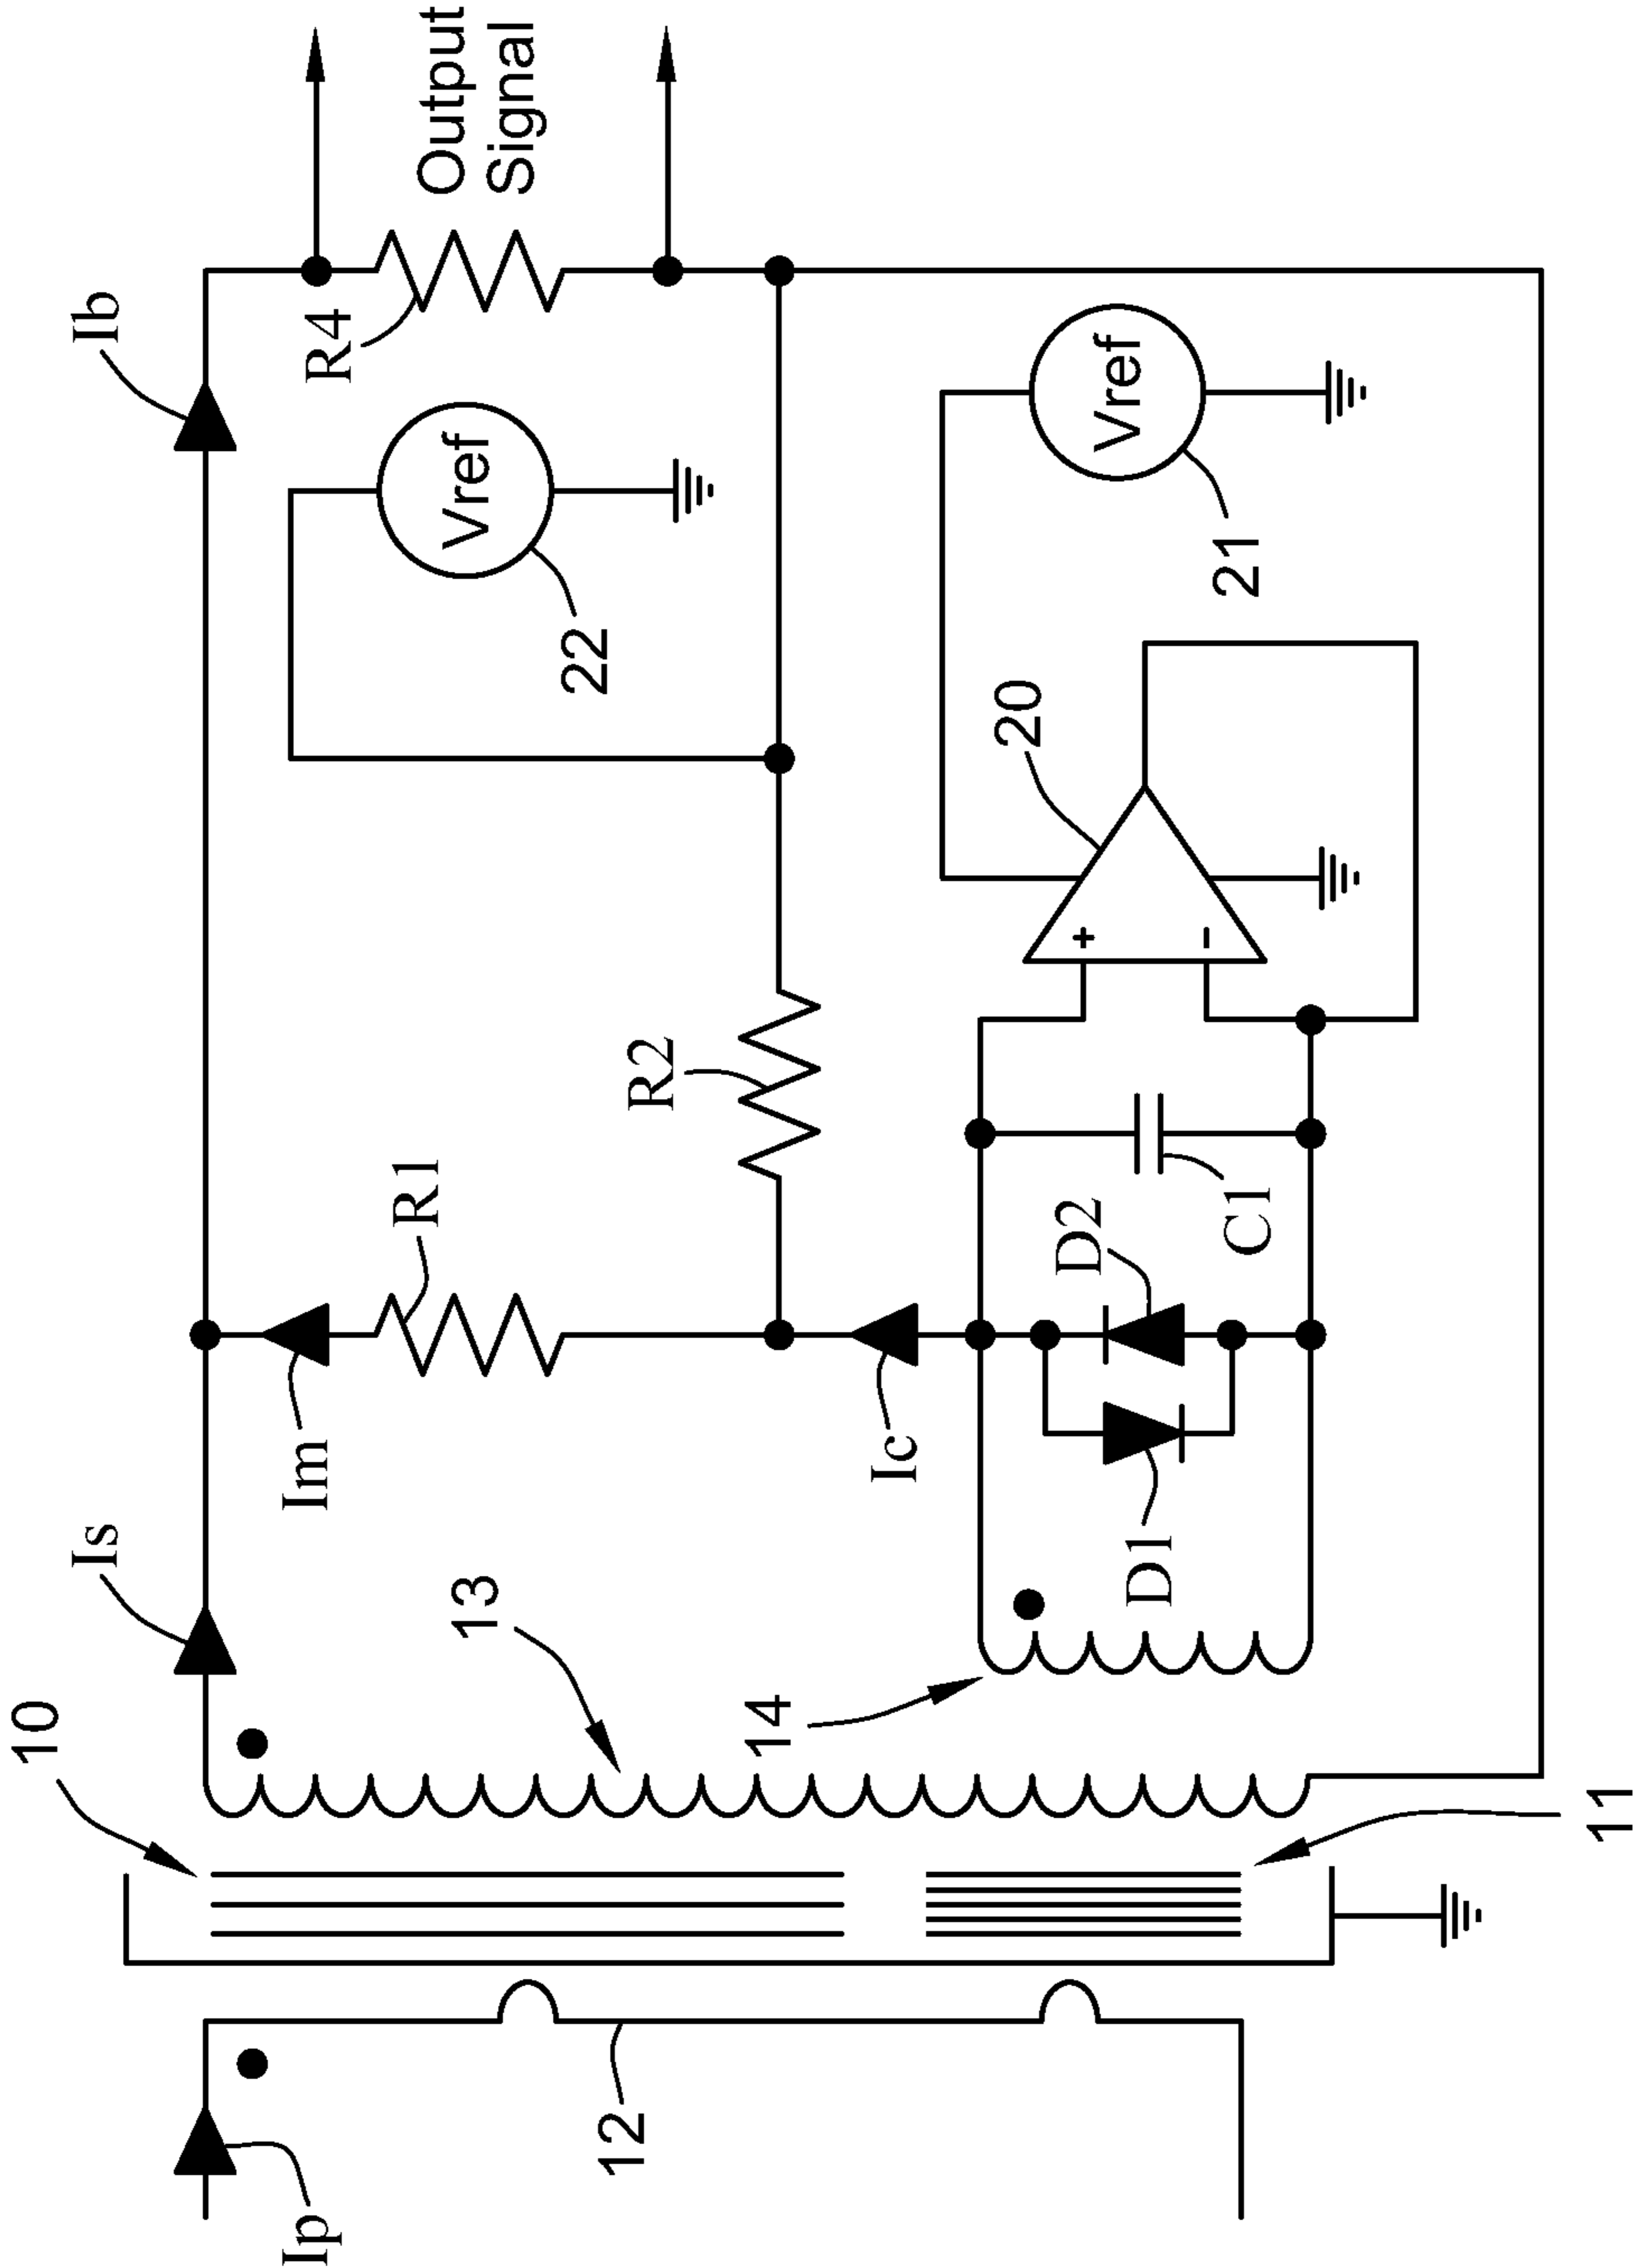 10
Is
Ib
Ip
Im
R1
R4
Output
Signal
13
Vref
22
12
R2
14
Ic
20
+
-
D1
D2
C1
Vref
21
11